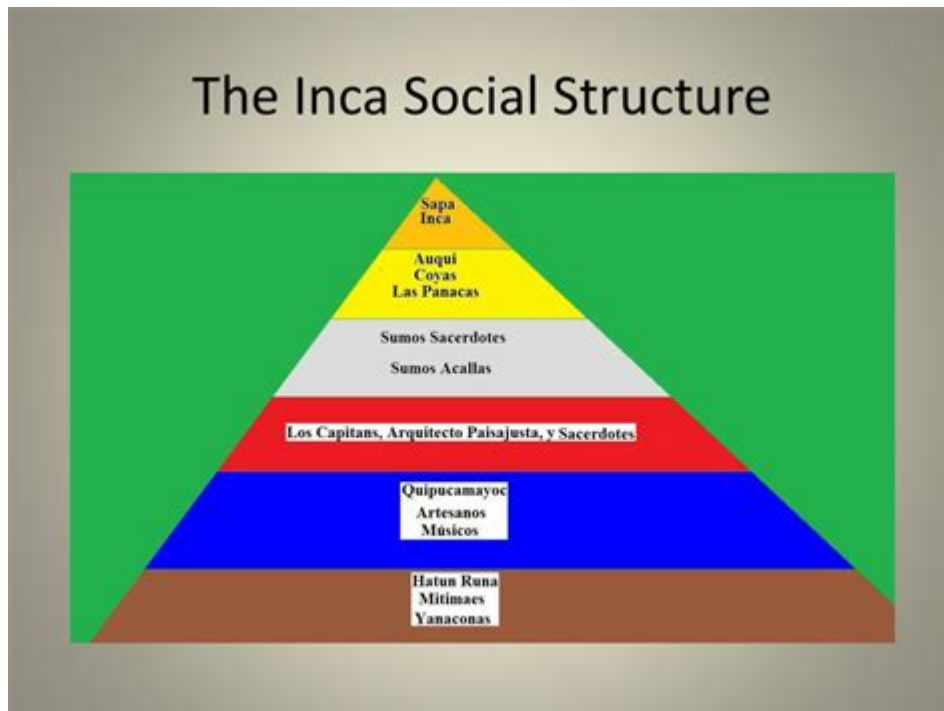 The Inca Social Structure
Sapa
Inca
Auqui
Coyas
Las Panacas
Sumos Sacerdotes
Sumos Acallas
Los Capitans, Arquitecto Paisajusta, y Sacerdotes
Quipucamayoc
Artesanos
Músicos
Hatun Runa
Mitimaes
Yanaconas